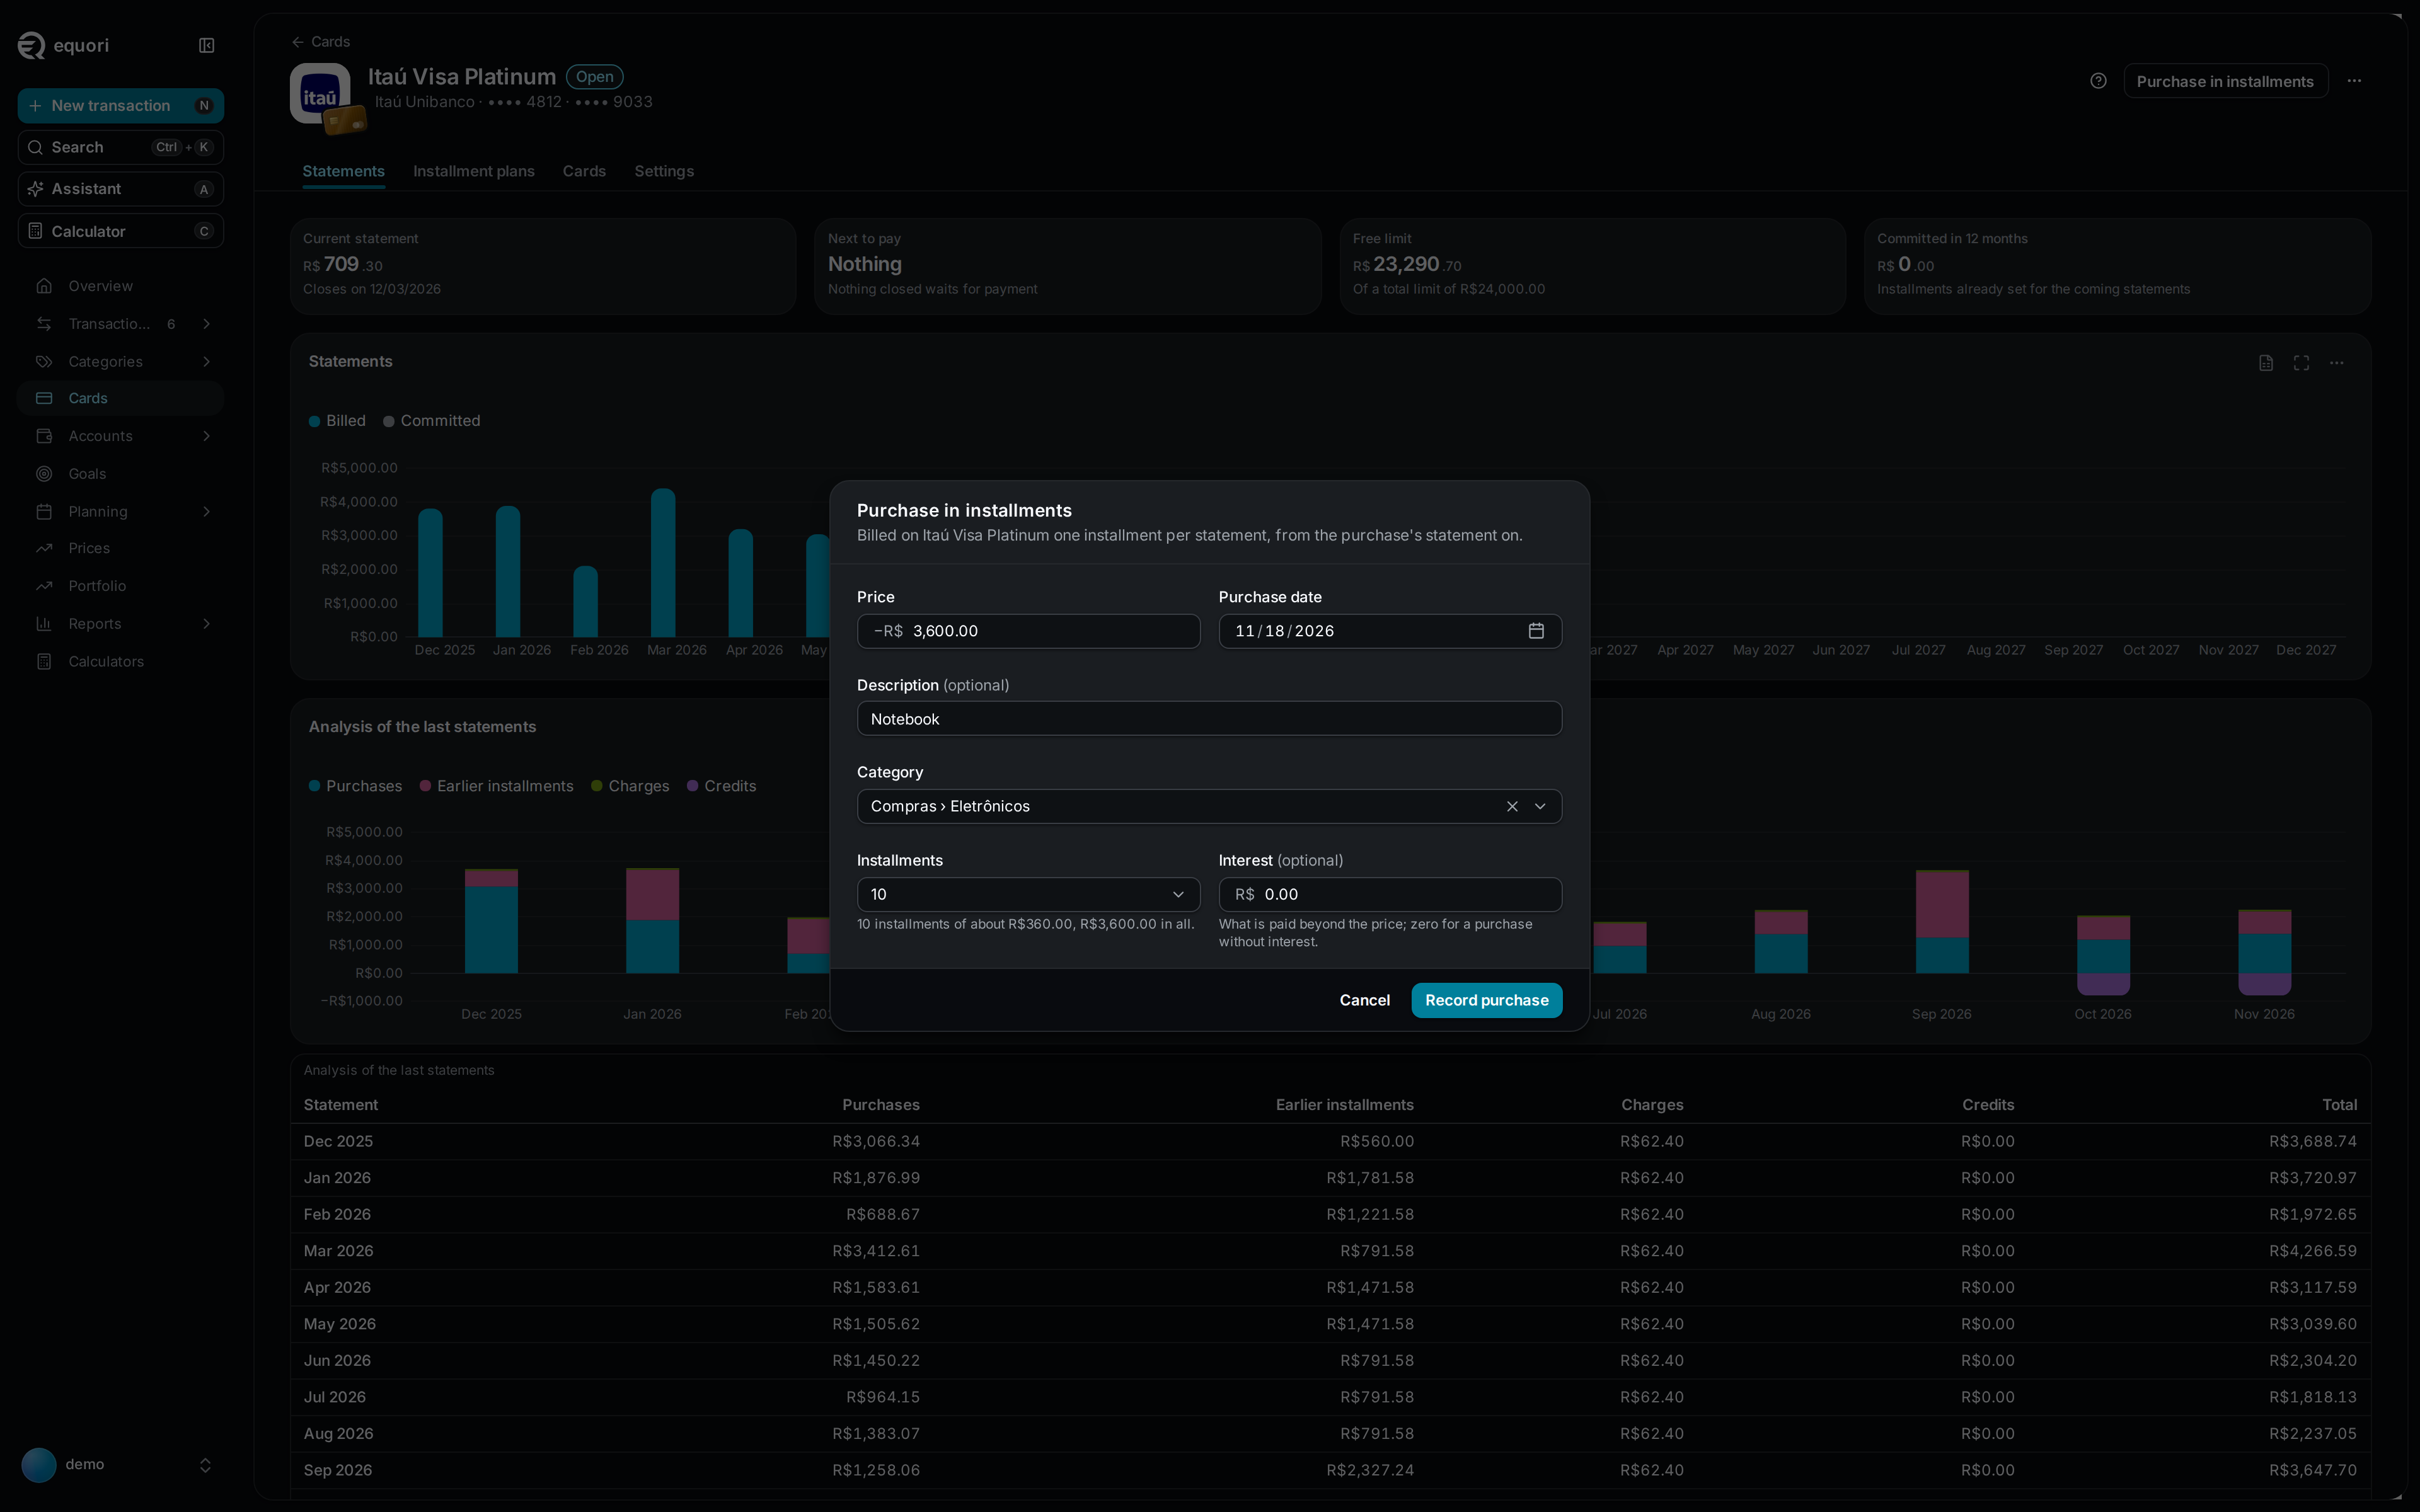 equori
New transaction N
Search Ctrl + K
Assistant A
Calculator C
Overview
Transactio... 6
Categories
Cards
Accounts
Goals
Planning
Prices
Portfolio
Reports
Calculators
demo
Cards
itaú
Itaú Visa Platinum Open
Itaú Unibanco · •••• 4812 · •••• 9033
Purchase in installments
Statements Installment plans Cards Settings
Current statement
R$ 709.30
Closes on 12/03/2026
Next to pay
Nothing
Nothing closed waits for payment
Free limit
R$ 23,290.70
Of a total limit of R$24,000.00
Committed in 12 months
R$ 0.00
Installments already set for the coming statements
Statements
Billed Committed
R$5,000.00
R$4,000.00
R$3,000.00
R$2,000.00
R$1,000.00
R$0.00
Dec 2025 Jan 2026 Feb 2026 Mar 2026 Apr 2026 May
ar 2027 Apr 2027 May 2027 Jun 2027 Jul 2027 Aug 2027 Sep 2027 Oct 2027 Nov 2027 Dec 2027
Purchase in installments
Billed on Itaú Visa Platinum one installment per statement, from the purchase's statement on.
Price
Purchase date
−R$ 3,600.00
11/18/2026
Description (optional)
Notebook
Category
Compras › Eletrônicos
Installments
Interest (optional)
10
R$ 0.00
10 installments of about R$360.00, R$3,600.00 in all.
What is paid beyond the price; zero for a purchase
without interest.
Cancel Record purchase
Analysis of the last statements
Purchases Earlier installments Charges Credits
R$5,000.00
R$4,000.00
R$3,000.00
R$2,000.00
R$1,000.00
R$0.00
−R$1,000.00
Dec 2025 Jan 2026 Feb 20
Jul 2026 Aug 2026 Sep 2026 Oct 2026 Nov 2026
Analysis of the last statements
Statement Purchases Earlier installments Charges Credits Total
Dec 2025 R$3,066.34 R$560.00 R$62.40 R$0.00 R$3,688.74
Jan 2026 R$1,876.99 R$1,781.58 R$62.40 R$0.00 R$3,720.97
Feb 2026 R$688.67 R$1,221.58 R$62.40 R$0.00 R$1,972.65
Mar 2026 R$3,412.61 R$791.58 R$62.40 R$0.00 R$4,266.59
Apr 2026 R$1,583.61 R$1,471.58 R$62.40 R$0.00 R$3,117.59
May 2026 R$1,505.62 R$1,471.58 R$62.40 R$0.00 R$3,039.60
Jun 2026 R$1,450.22 R$791.58 R$62.40 R$0.00 R$2,304.20
Jul 2026 R$964.15 R$791.58 R$62.40 R$0.00 R$1,818.13
Aug 2026 R$1,383.07 R$791.58 R$62.40 R$0.00 R$2,237.05
Sep 2026 R$1,258.06 R$2,327.24 R$62.40 R$0.00 R$3,647.70